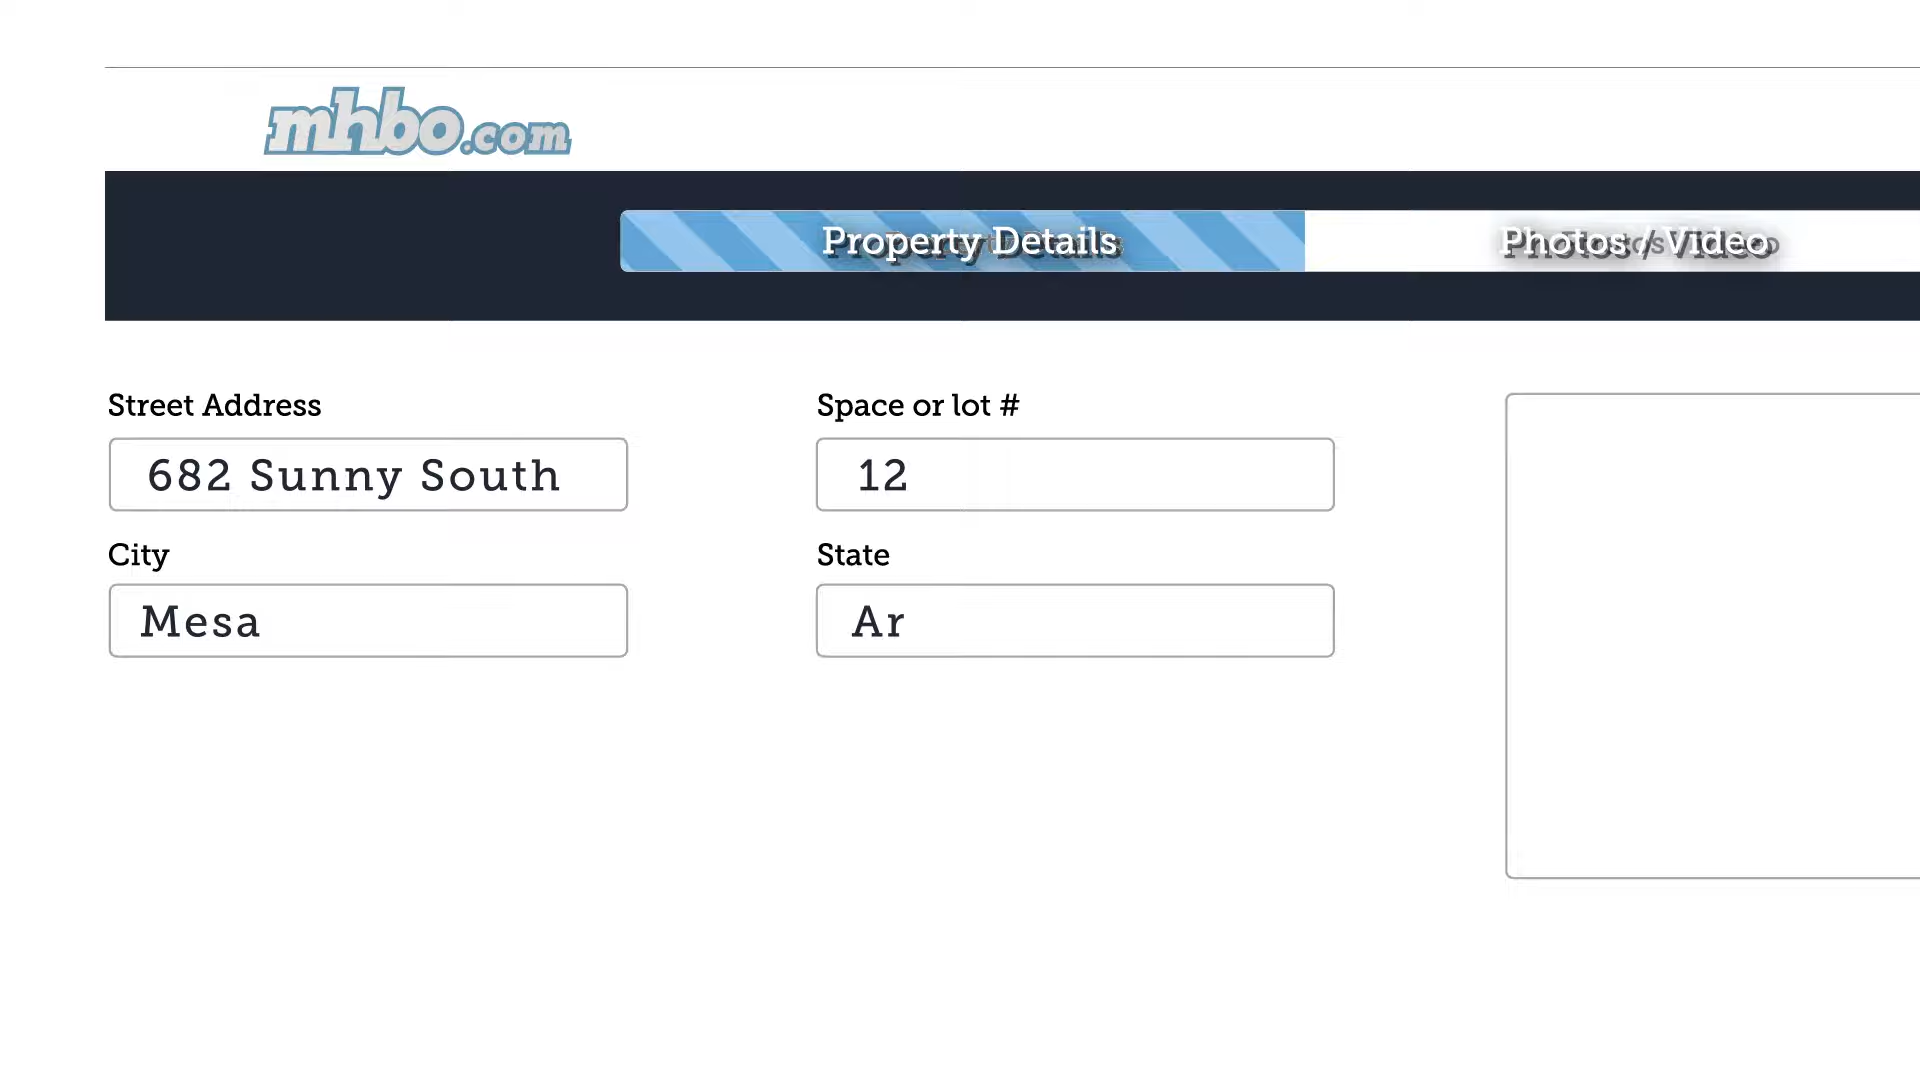 mhbo.com
Property Details
Photos / Video
Street Address
Space or lot #
682 Sunny South
12
City
State
Mesa
Ar